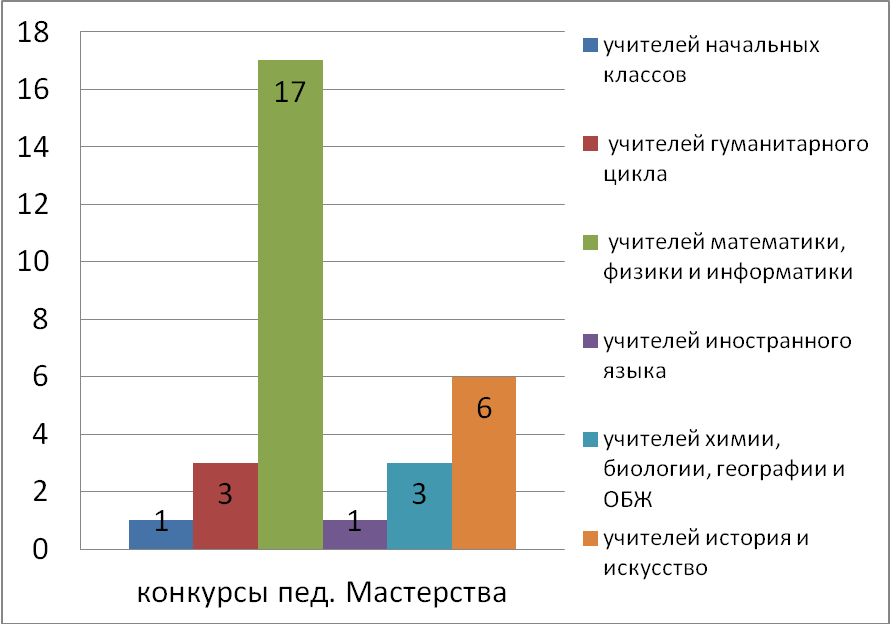 18
16
14
12
10
8
6
4
2
0
1
3
17
1
3
6
конкурсы пед. Мастерства
учителей начальных
классов
учителей гуманитарного
цикла
учителей математики,
физики и информатики
учителей иностранного
языка
учителей химии,
биологии, географии и
ОБЖ
учителей история и
искусство